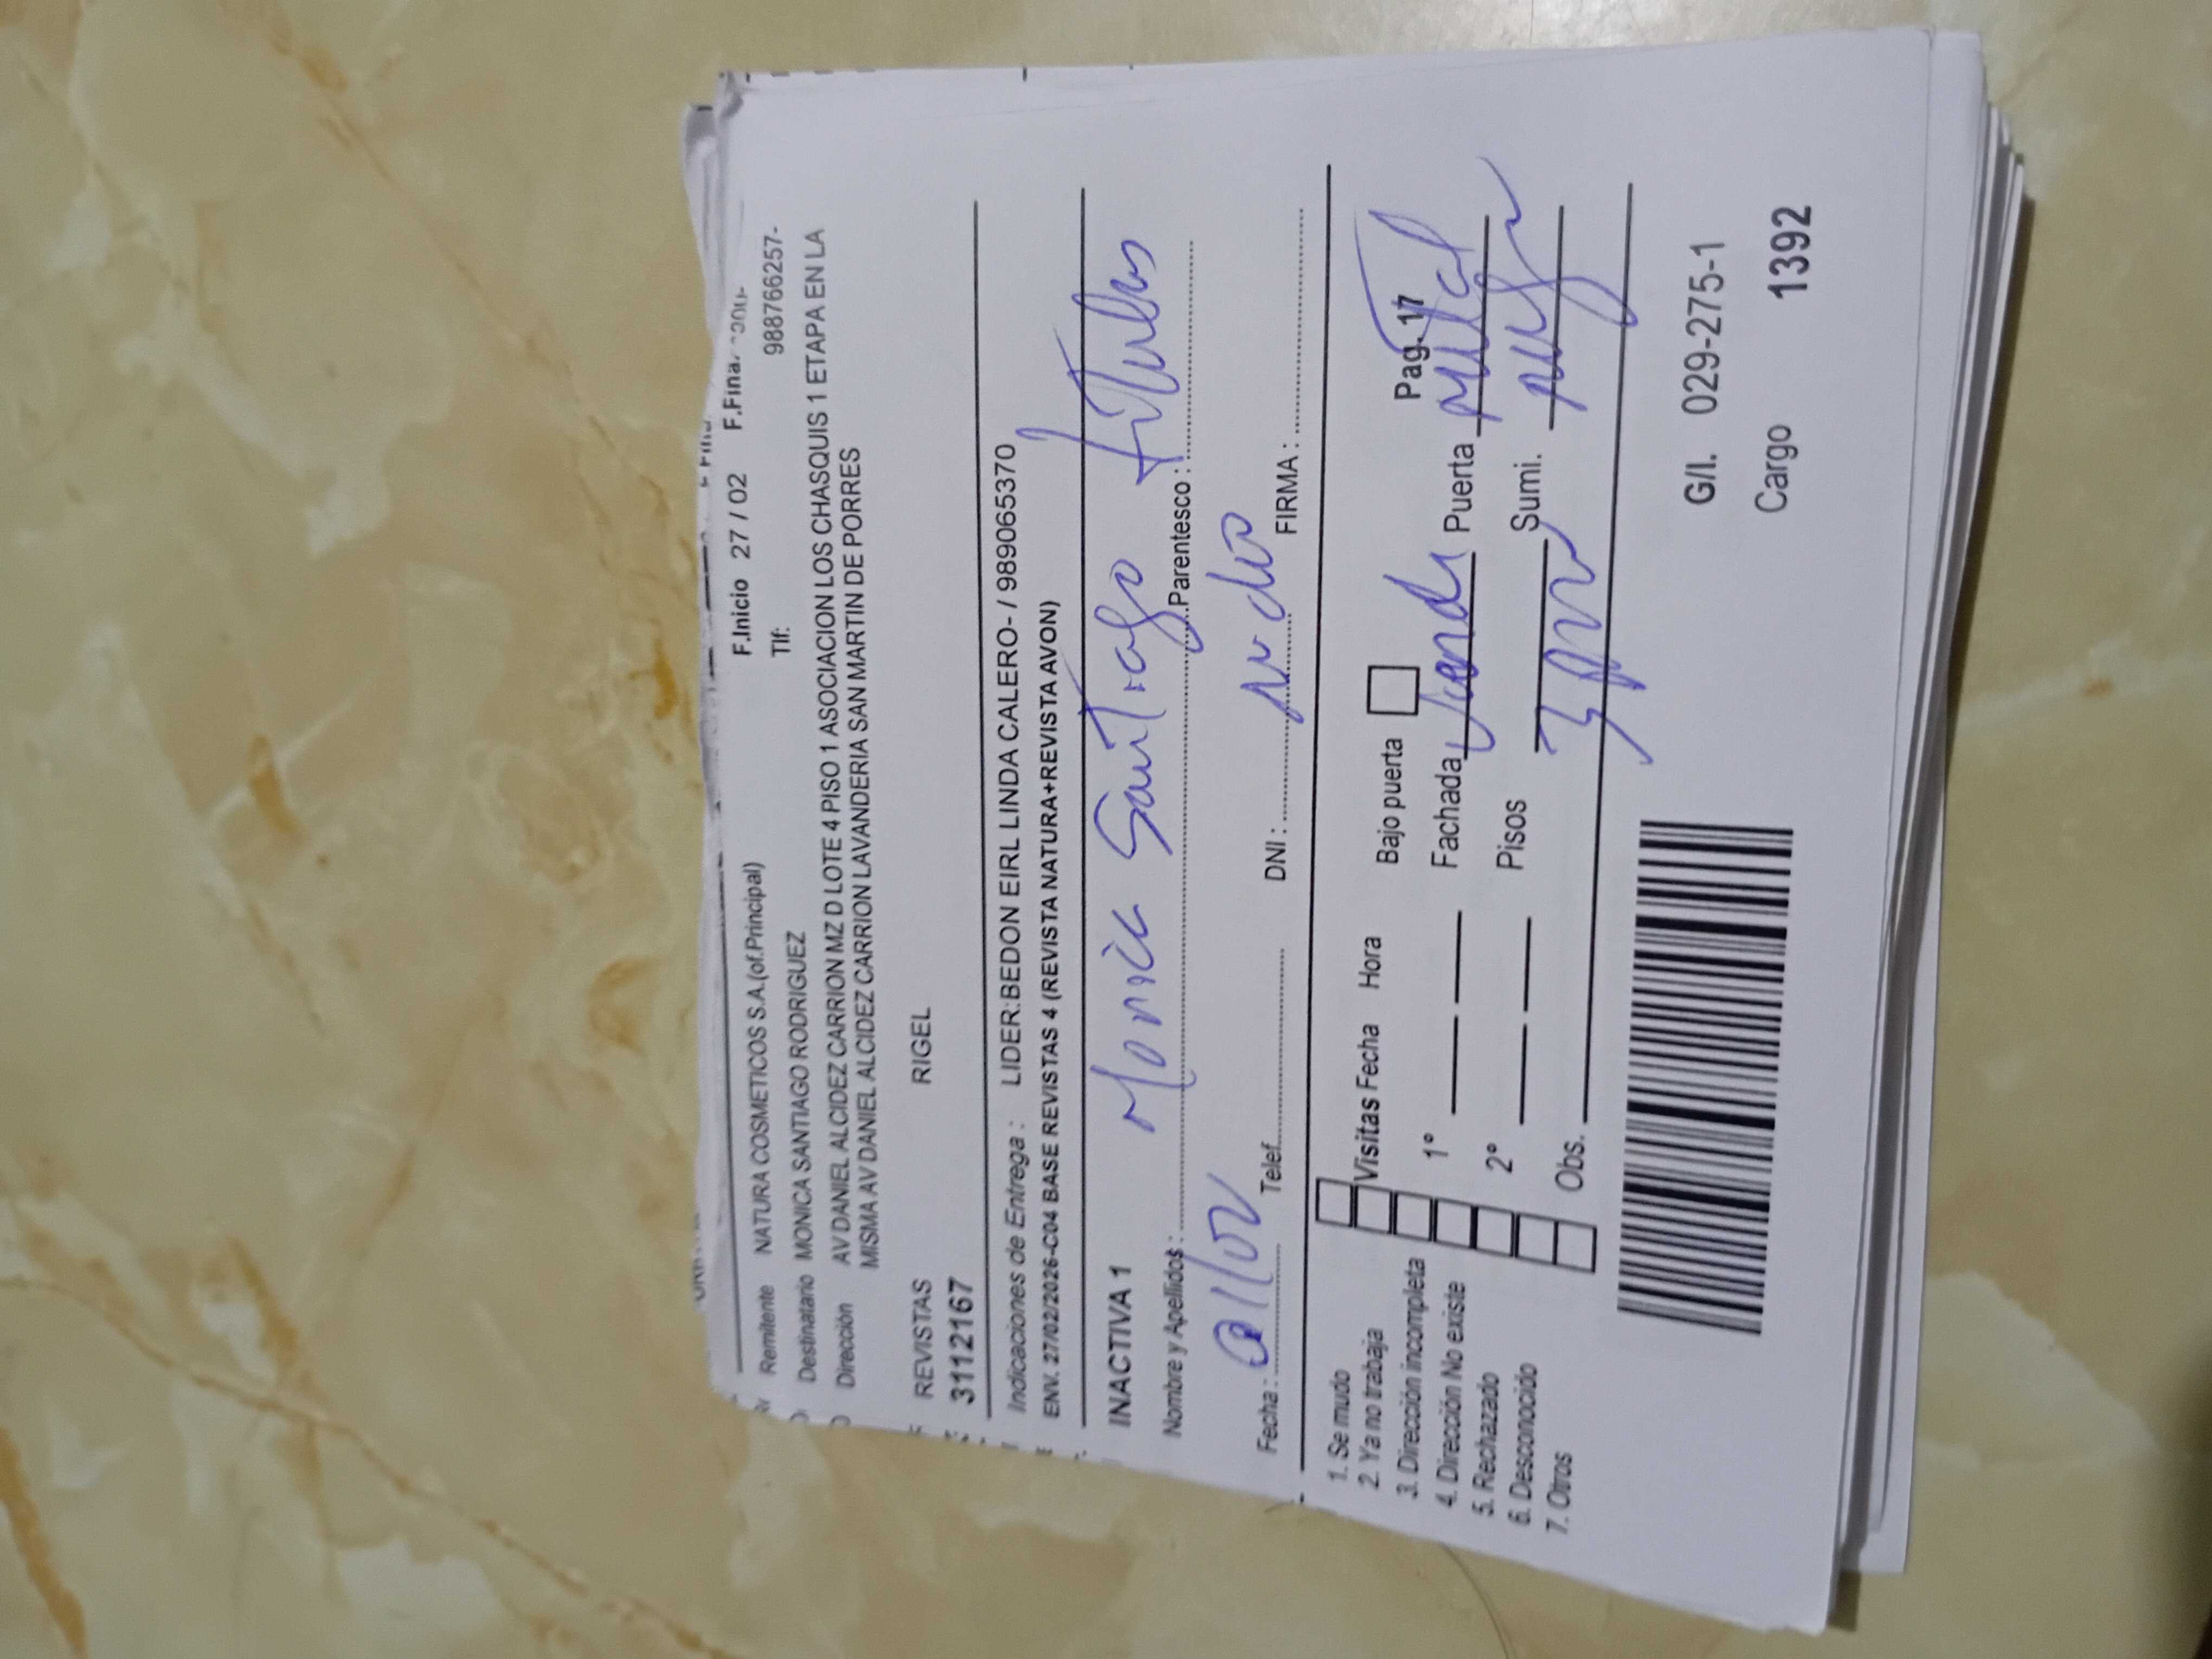 F.Inicio 27 / 02 F.Fina
Remitente NATURA COSMETICOS S.A.(of.Principal) Tlf: 988766257-
Destinatario MONICA SANTIAGO RODRIGUEZ
Dirección AV DANIEL ALCIDEZ CARRION MZ D LOTE 4 PISO 1 ASOCIACION LOS CHASQUIS 1 ETAPA EN LA
MISMA AV DANIEL ALCIDEZ CARRION LAVANDERIA SAN MARTIN DE PORRES
REVISTAS RIGEL
3112167
Indicaciones de Entrega : LIDER:BEDON EIRL LINDA CALERO- / 989065370
ENV. 27/02/2026-C04 BASE REVISTAS 4 (REVISTA NATURA+REVISTA AVON)
INACTIVA 1
Nombre y Apellidos : Monica Santiago Parentesco : titular
Fecha : Telef. DNI : FIRMA :
1. Se mudo
2. Ya no trabaja
3. Dirección incompleta
4. Dirección No existe
5. Rechazado
6. Desconocido
7. Otros
Visitas Fecha Hora Bajo puerta Pag. 17
1° Fachada Puerta
2° Pisos Sumi.
Obs.
G/I. 029-275-1
Cargo 1392